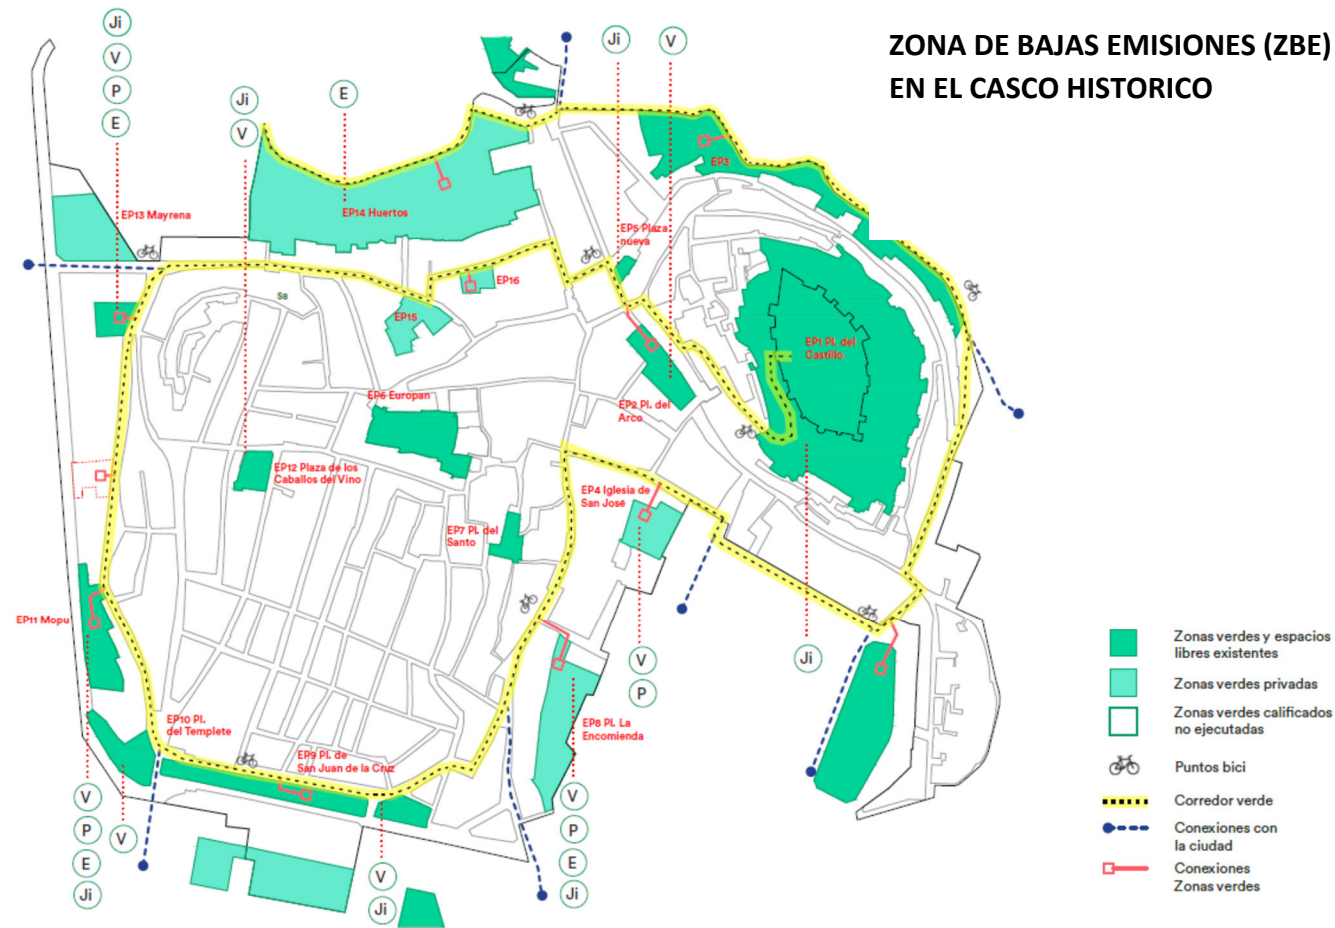 ZONA DE BAJAS EMISIONES (ZBE)
EN EL CASCO HISTORICO
Ji
V
P
E
Ji
V
E
Ji
V
EP3
EP13 Mayrena
EP14 Huertos
EP5 Plaza
nueva
EP16
S8
EP15
EP1 Pl. del
Castillo
EP6 Europan
EP2 Pl. del
Arco
EP12 Plaza de los
Caballos del Vino
EP4 Iglesia de
San José
EP7 Pl. del
Santo
EP11 Mopu
V
P
Ji
EP10 Pl.
del Templete
EP9 Pl. de
San Juan de la Cruz
EP8 Pl. La
Encomienda
V
P
E
Ji
V
V
Ji
V
P
E
Ji
Zonas verdes y espacios
libres existentes
Zonas verdes privadas
Zonas verdes calificados
no ejecutadas
Puntos bici
Corredor verde
Conexiones con
la ciudad
Conexiones
Zonas verdes